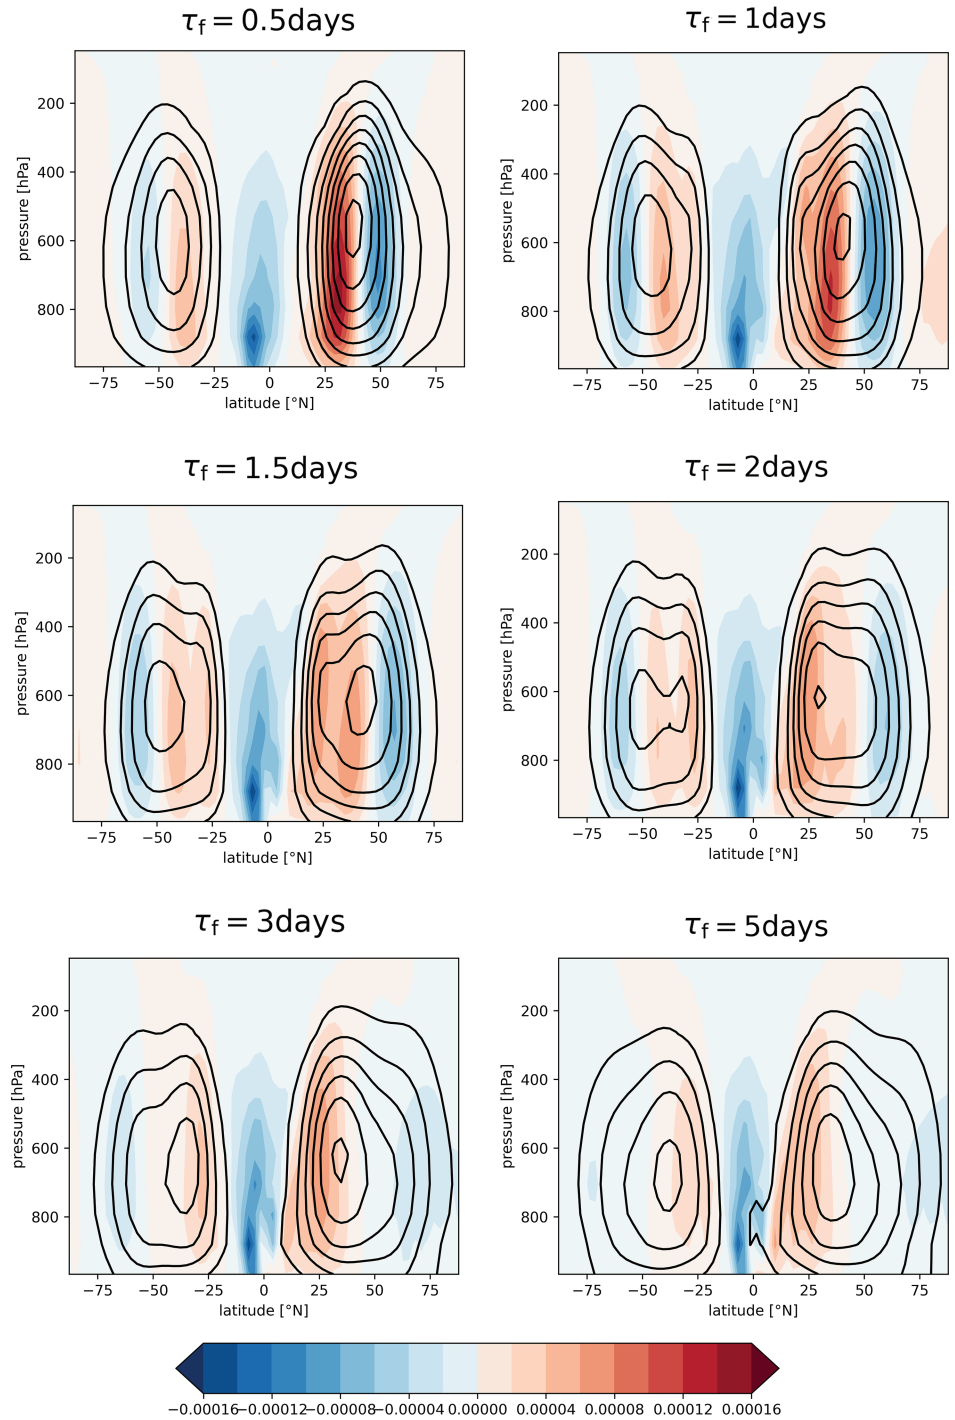 τf = 0.5days
τf = 1days
200
400
600
800
pressure [hPa]
−75 −50 −25 0 25 50 75
latitude [°N]
200
400
600
800
pressure [hPa]
−75 −50 −25 0 25 50 75
latitude [°N]
τf = 1.5days
τf = 2days
200
400
600
800
pressure [hPa]
−75 −50 −25 0 25 50 75
latitude [°N]
200
400
600
800
pressure [hPa]
−75 −50 −25 0 25 50 75
latitude [°N]
τf = 3days
τf = 5days
200
400
600
800
pressure [hPa]
−75 −50 −25 0 25 50 75
latitude [°N]
200
400
600
800
pressure [hPa]
−75 −50 −25 0 25 50 75
latitude [°N]
−0.00016 −0.00012 −0.00008 −0.00004 0.00000 0.00004 0.00008 0.00012 0.00016